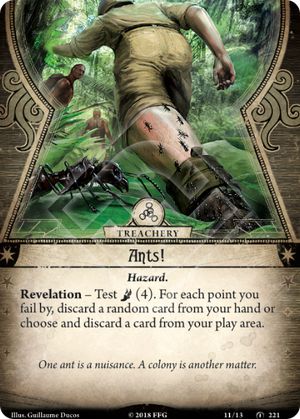 TREACHERY
Ants!
Hazard.
Revelation – Test (4). For each point you
fail by, discard a random card from your hand or
choose and discard a card from your play area.
One ant is a nuisance. A colony is another matter.
Illus. Guillaume Ducos © 2018 FFG 11/13 221